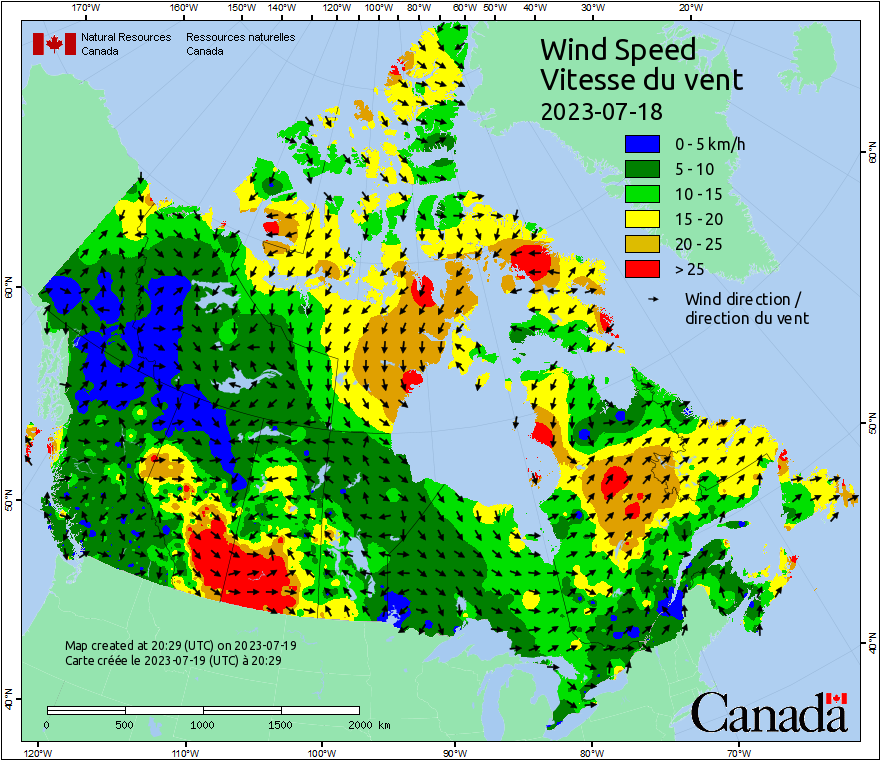 170°W 160°W 150°W 140°W 120°W 100°W 80°W 60°W 50°W 40°W 30°W 20°W
Natural Resources Ressources naturelles
Canada Canada
Wind Speed
Vitesse du vent
2023-07-18
0 - 5 km/h
5 - 10
10 - 15
15 - 20
20 - 25
> 25
Wind direction /
direction du vent
60°N
50°N
40°N
60°N
50°N
40°N
Map created at 20:29 (UTC) on 2023-07-19
Carte créée le 2023-07-19 (UTC) à 20:29
0 500 1000 1500 2000 km
Canada
120°W 110°W 100°W 90°W 80°W 70°W